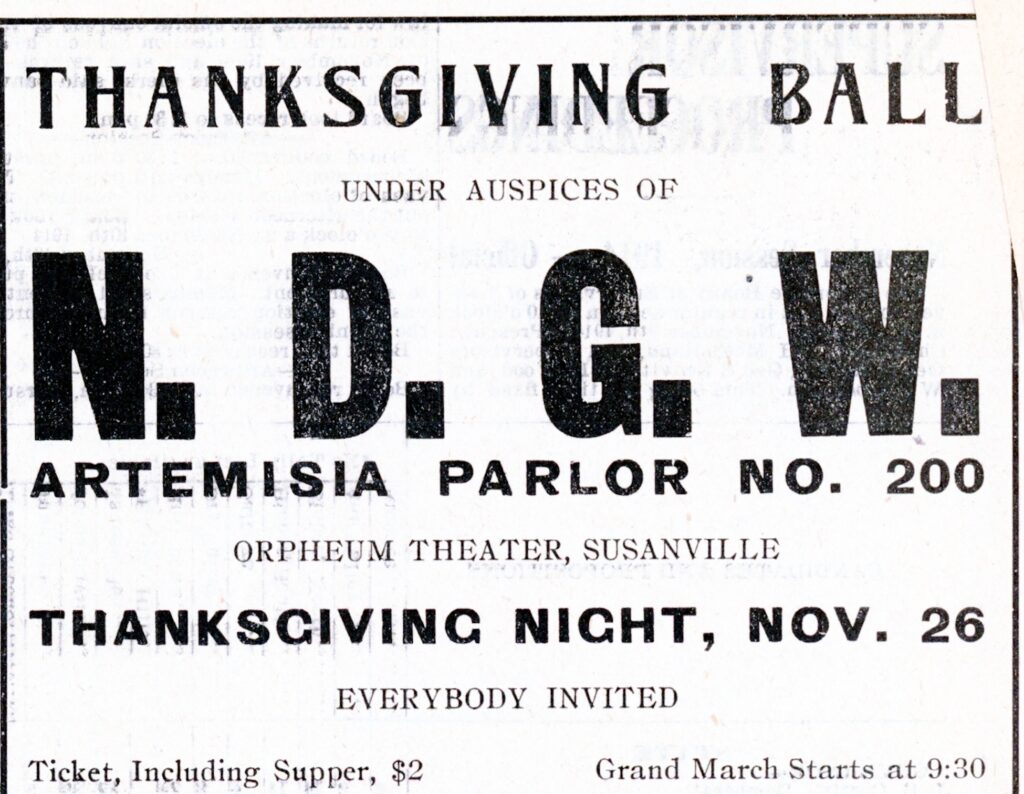 THANKSGIVING BALL
UNDER AUSPICES OF
N. D. G. W.
ARTEMISIA PARLOR NO. 200
ORPHEUM THEATER, SUSANVILLE
THANKSGIVING NIGHT, NOV. 26
EVERYBODY INVITED
Ticket, Including Supper, $2
Grand March Starts at 9:30